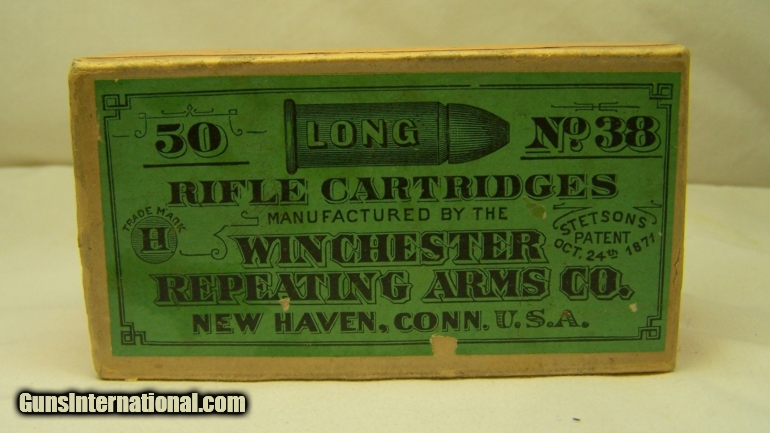 50 LONG No. 38
RIFLE CARTRIDGES
MANUFACTURED BY THE
TRADE MARK
H
STETSONS
PATENT
OCT. 24th 1871
WINCHESTER
REPEATING ARMS CO.
NEW HAVEN, CONN. U.S.A.
GunsInternational.com